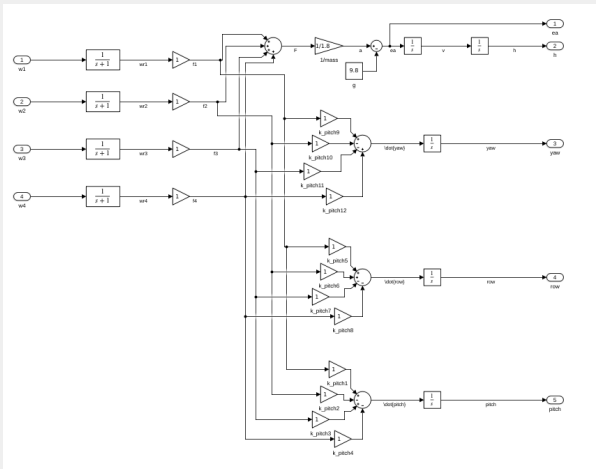 1
ea
1
w1
1
s + 1
wr1
1
f1
F
1/1.8
1/mass
a
ea
1
s
v
1
s
h
2
h
9.8
g
2
w2
1
s + 1
wr2
1
f2
1
k_pitch9
3
w3
1
s + 1
wr3
1
f3
1
k_pitch10
\dot(yaw)
1
s
yaw
3
yaw
1
k_pitch11
4
w4
1
s + 1
wr4
1
f4
1
k_pitch12
1
k_pitch5
1
k_pitch6
\dot(row)
1
s
row
4
row
1
k_pitch7
1
k_pitch8
1
k_pitch1
1
k_pitch2
\dot(pitch)
1
s
pitch
5
pitch
1
k_pitch3
1
k_pitch4